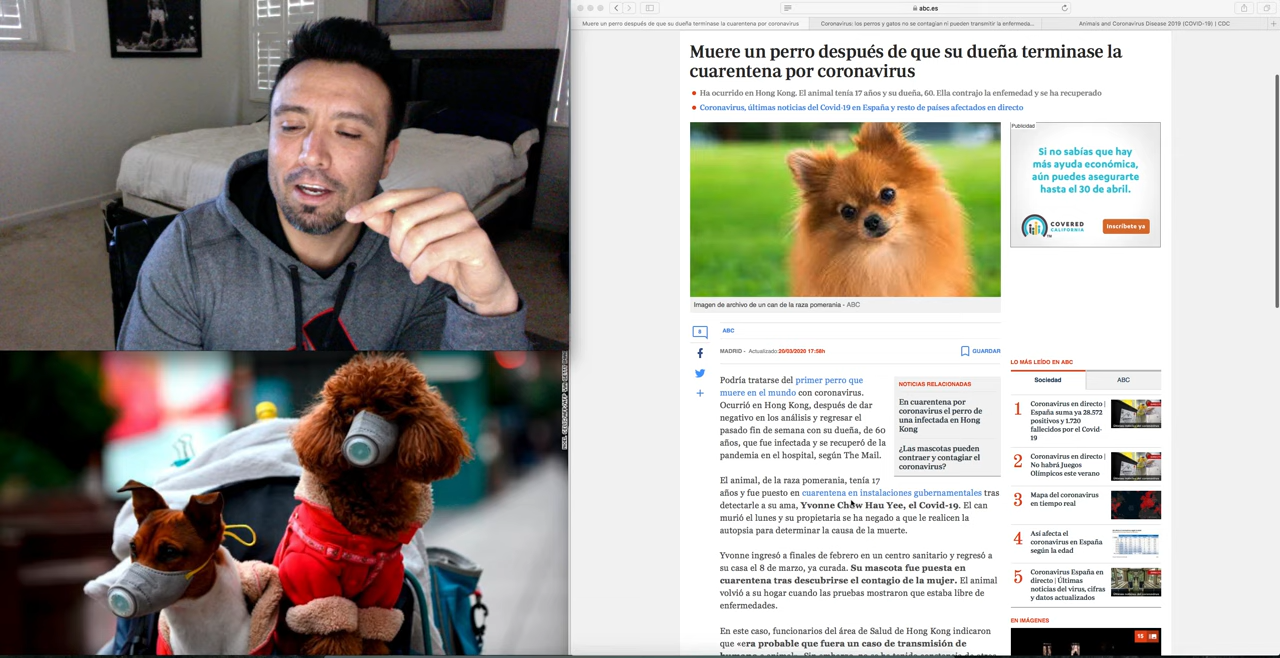 abc.es
Muere un perro después de que su dueña terminase la cuarentena por coronavirus
Coronavirus: los perros y gatos no se contagian ni pueden transmitir la enfermeda...
Animals and Coronavirus Disease 2019 (COVID-19) | CDC
Muere un perro después de que su dueña terminase la
cuarentena por coronavirus
Ha ocurrido en Hong Kong. El animal tenía 17 años y su dueña, 60. Ella contrajo la enfemedad y se ha recuperado
Coronavirus, últimas noticias del Covid-19 en España y resto de países afectados en directo
Publicidad
Si no sabías que hay
más ayuda económica,
aún puedes asegurarte
hasta el 30 de abril.
COVERED
CALIFORNIA
Inscríbete ya
Imagen de archivo de un can de la raza pomerania - ABC
8
ABC
MADRID - Actualizado:20/03/2020 17:58h
GUARDAR
Podría tratarse del primer perro que
muere en el mundo con coronavirus.
Ocurrió en Hong Kong, después de dar
negativo en los análisis y regresar el
pasado fin de semana con su dueña, de 60
años, que fue infectada y se recuperó de la
pandemia en el hospital, según The Mail.
NOTICIAS RELACIONADAS
En cuarentena por
coronavirus el perro de
una infectada en Hong
Kong
¿Las mascotas pueden
contraer y contagiar el
coronavirus?
El animal, de la raza pomerania, tenía 17
años y fue puesto en cuarentena en instalaciones gubernamentales tras
detectarle a su ama, Yvonne Chow Hau Yee, el Covid-19. El can
murió el lunes y su propietaria se ha negado a que le realicen la
autopsia para determinar la causa de la muerte.
Yvonne ingresó a finales de febrero en un centro sanitario y regresó a
su casa el 8 de marzo, ya curada. Su mascota fue puesta en
cuarentena tras descubrirse el contagio de la mujer. El animal
volvió a su hogar cuando las pruebas mostraron que estaba libre de
enfermedades.
En este caso, funcionarios del área de Salud de Hong Kong indicaron
que «era probable que fuera un caso de transmisión de
LO MÁS LEÍDO EN ABC
Sociedad
ABC
1
Coronavirus en directo |
España suma ya 28.572
positivos y 1.720
fallecidos por el Covid-
19
2
Coronavirus en directo |
No habrá Juegos
Olímpicos este verano
3
Mapa del coronavirus
en tiempo real
4
Así afecta el
coronavirus en España
según la edad
5
Coronavirus España en
directo | Últimas
noticias del virus, cifras
y datos actualizados
EN IMÁGENES
15